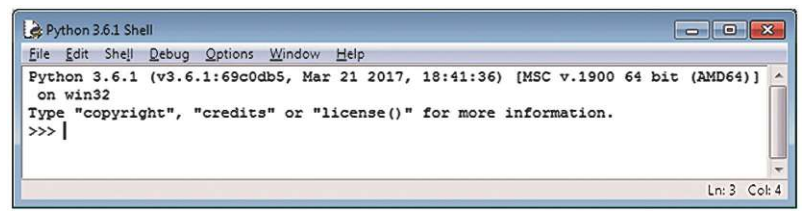 Python 3.6.1 Shell
File Edit Shell Debug Options Window Help
Python 3.6.1 (v3.6.1:69c0db5, Mar 21 2017, 18:41:36) [MSC v.1900 64 bit (AMD64)]
on win32
Type "copyright", "credits" or "license()" for more information.
>>>
Ln: 3 Col: 4